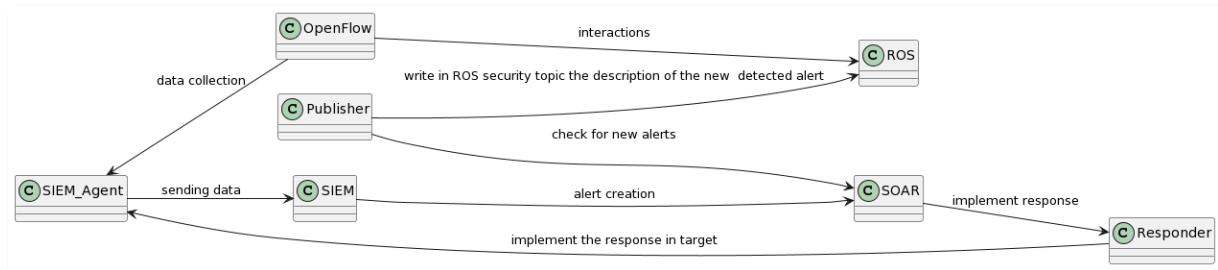 C OpenFlow
interactions
C ROS
data collection
write in ROS security topic the description of the new  detected alert
C Publisher
check for new alerts
C SIEM_Agent
sending data
C SIEM
alert creation
C SOAR
implement response
C Responder
implement the response in target